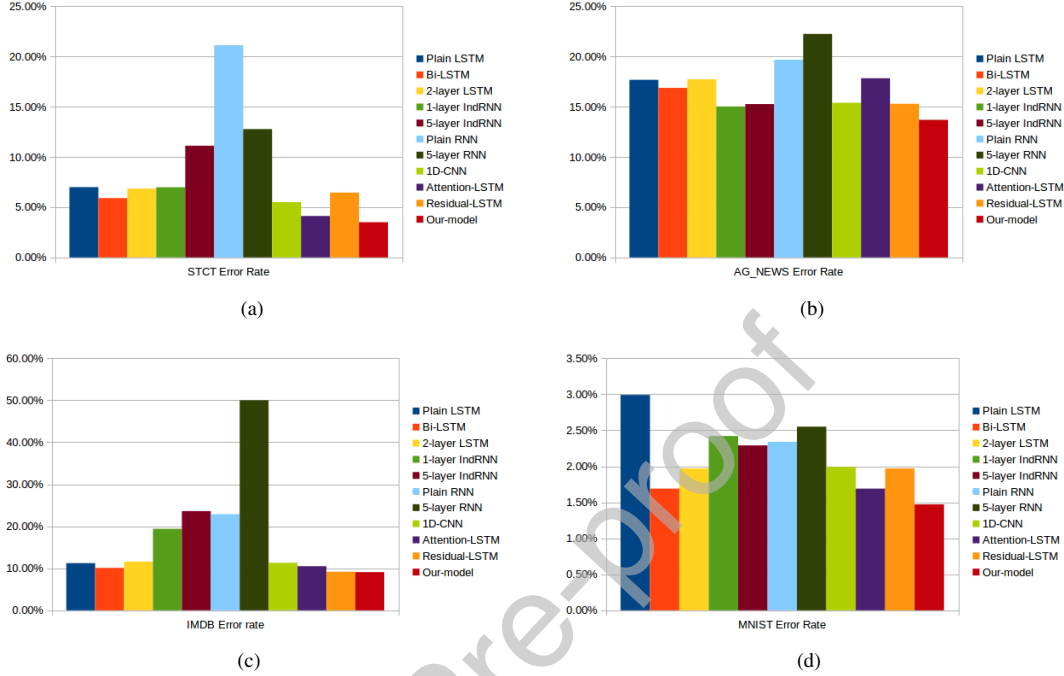 25.00%
20.00%
15.00%
10.00%
5.00%
0.00%
STCT Error Rate
Plain LSTM
Bi-LSTM
2-layer LSTM
1-layer IndRNN
5-layer IndRNN
Plain RNN
5-layer RNN
1D-CNN
Attention-LSTM
Residual-LSTM
Our-model
(a)
25.00%
20.00%
15.00%
10.00%
5.00%
0.00%
AG_NEWS Error Rate
Plain LSTM
Bi-LSTM
2-layer LSTM
1-layer IndRNN
5-layer IndRNN
Plain RNN
5-layer RNN
1D-CNN
Attention-LSTM
Residual-LSTM
Our-model
(b)
60.00%
50.00%
40.00%
30.00%
20.00%
10.00%
0.00%
IMDB Error rate
Plain LSTM
Bi-LSTM
2-layer LSTM
1-layer IndRNN
5-layer IndRNN
Plain RNN
5-layer RNN
1D-CNN
Attention-LSTM
Residual-LSTM
Our-model
(c)
3.50%
3.00%
2.50%
2.00%
1.50%
1.00%
0.50%
0.00%
MNIST Error Rate
Plain LSTM
Bi-LSTM
2-layer LSTM
1-layer IndRNN
5-layer IndRNN
Plain RNN
5-layer RNN
1D-CNN
Attention-LSTM
Residual-LSTM
Our-model
(d)
re-proof